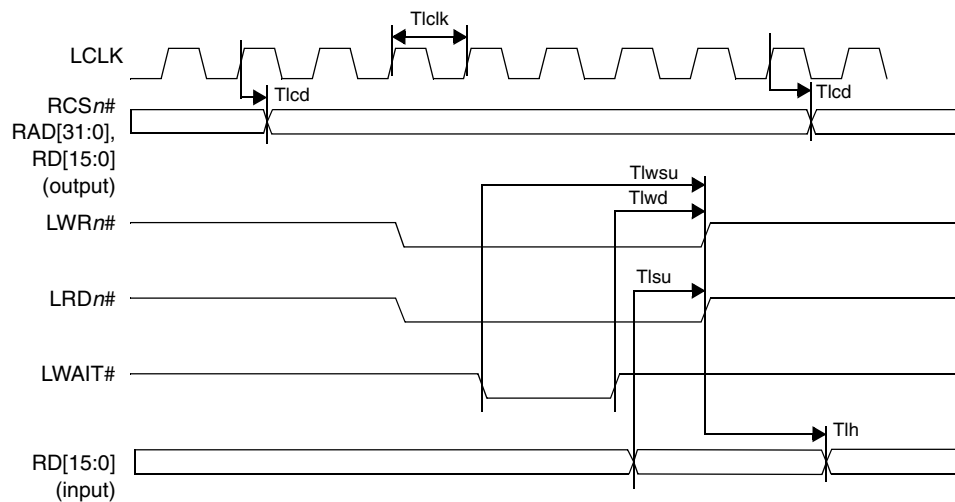 Tlclk
LCLK
Tlcd
Tlcd
RCSn#
RAD[31:0],
RD[15:0]
(output)
Tlwsu
Tlwd
LWRn#
Tlsu
LRDn#
LWAIT#
Tlh
RD[15:0]
(input)